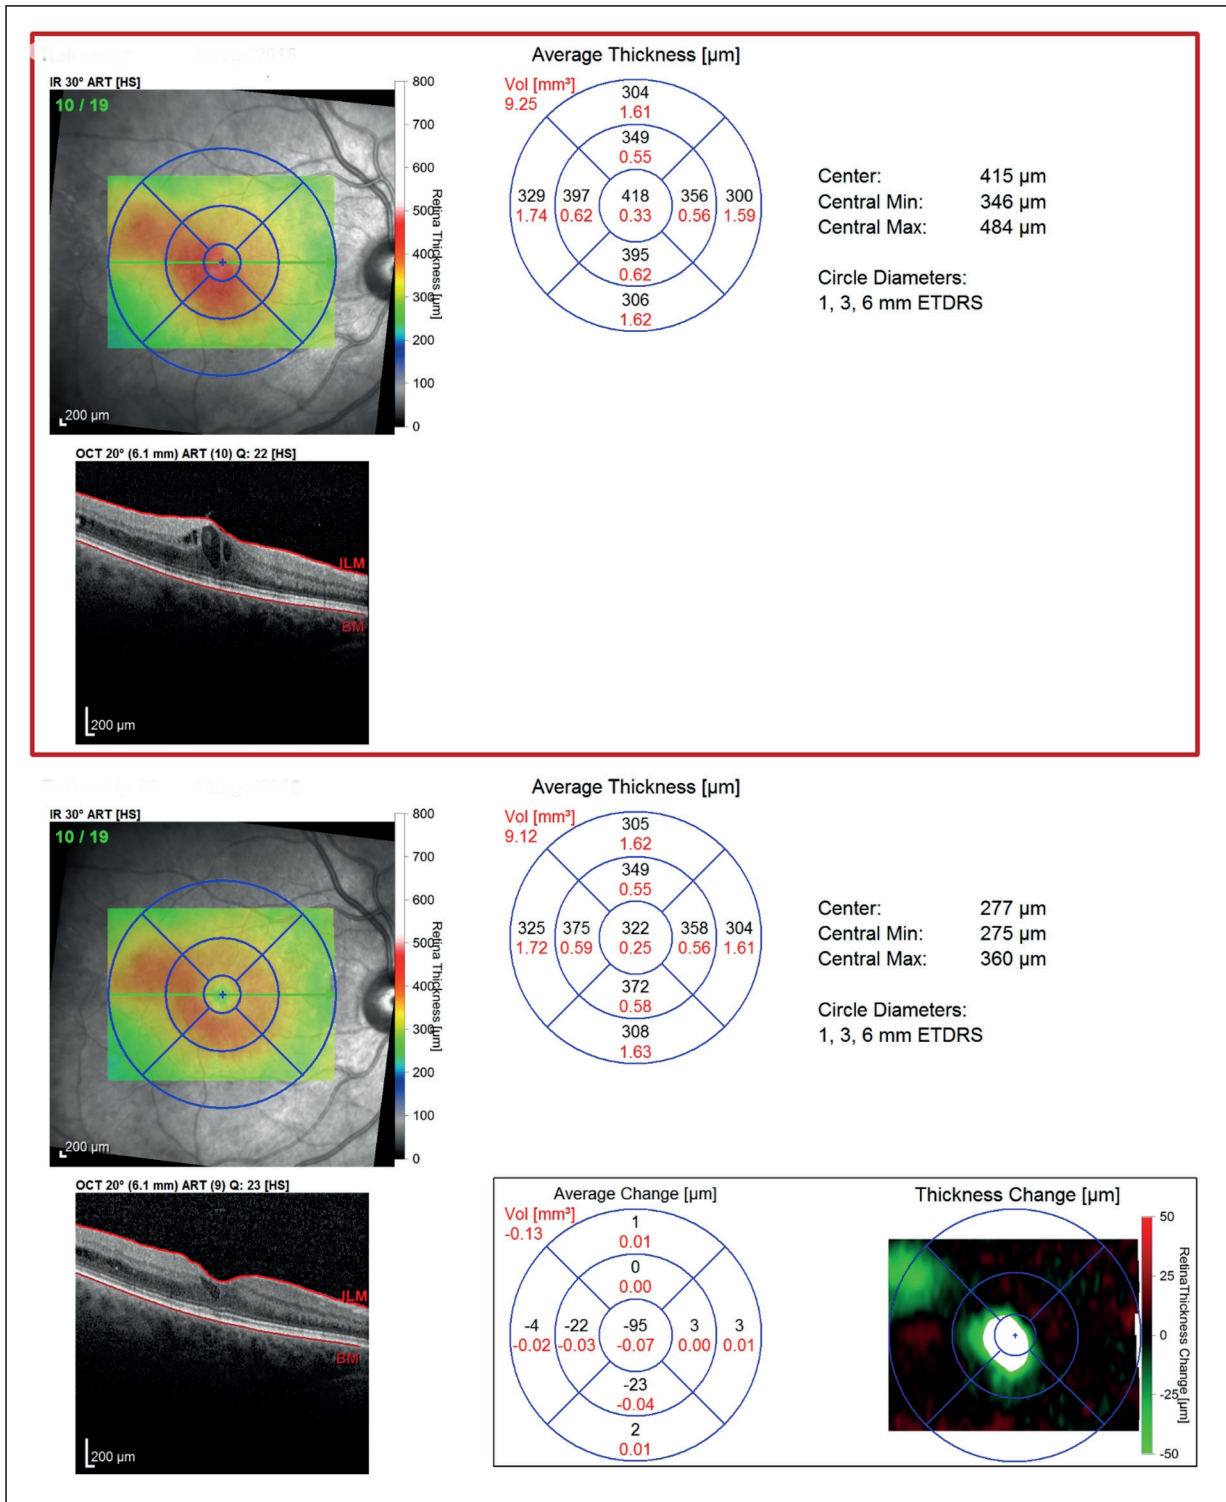 Average Thickness [µm]
IR 30° ART [HS]
10 / 19
800
700
600
500
400
300
200
100
0
Retina Thickness [µm]
200 µm
Vol [mm³]
9.25
304
1.61
349
0.55
329 397 418 356 300
1.74 0.62 0.33 0.56 1.59
395
0.62
306
1.62
Center: 415 µm
Central Min: 346 µm
Central Max: 484 µm
Circle Diameters:
1, 3, 6 mm ETDRS
OCT 20° (6.1 mm) ART (10) Q: 22 [HS]
ILM
BM
200 µm
Average Thickness [µm]
IR 30° ART [HS]
10 / 19
800
700
600
500
400
300
200
100
0
Retina Thickness [µm]
200 µm
Vol [mm³]
9.12
305
1.62
349
0.55
325 375 322 358 304
1.72 0.59 0.25 0.56 1.61
372
0.58
308
1.63
Center: 277 µm
Central Min: 275 µm
Central Max: 360 µm
Circle Diameters:
1, 3, 6 mm ETDRS
OCT 20° (6.1 mm) ART (9) Q: 23 [HS]
ILM
BM
200 µm
Average Change [µm]
Vol [mm³]
-0.13
1
0.01
0
0.00
-4 -22 -95 3 3
-0.02 -0.03 -0.07 0.00 0.01
-23
-0.04
2
0.01
Thickness Change [µm]
50
25
0
-25
-50
RetinaThickness Change [µm]